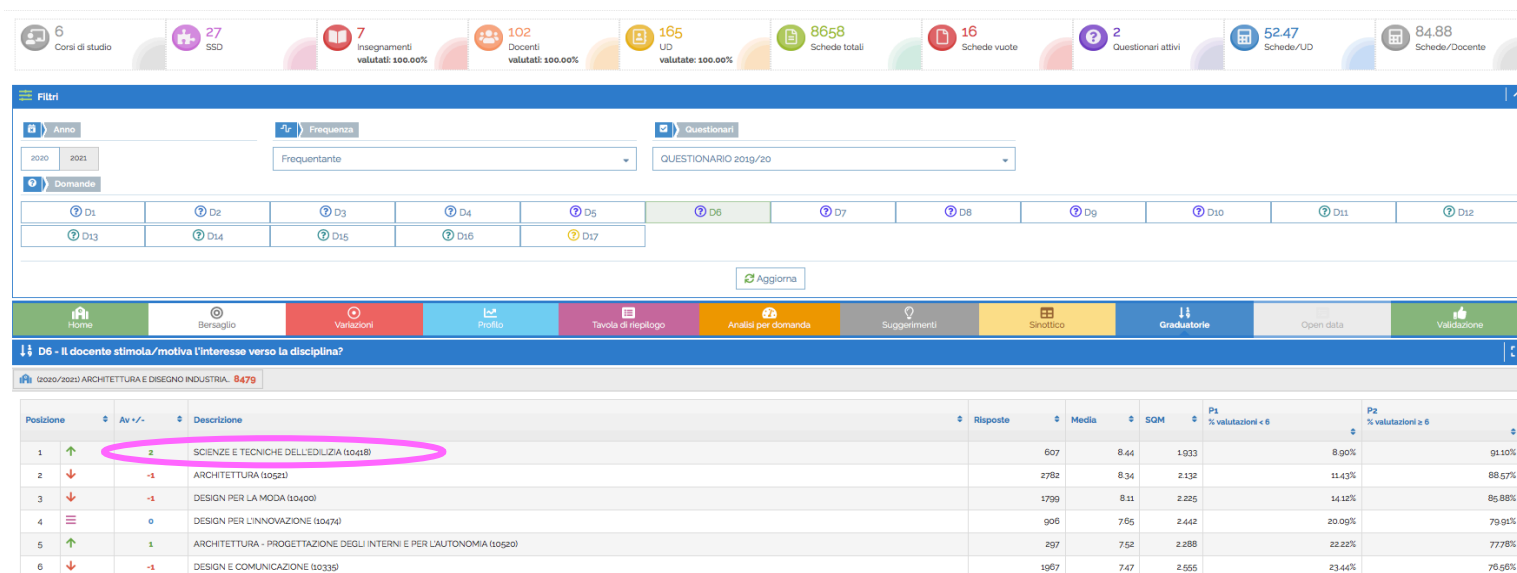 6
Corsi di studio
27
SSD
7
Insegnamenti
valutati: 100.00%
102
Docenti
valutati: 100.00%
165
UD
valutate: 100.00%
8658
Schede totali
16
Schede vuote
2
Questionari attivi
52.47
Schede/UD
84.88
Schede/Docente
Filtri
Anno
Frequenza
Questionari
2020 2021
Frequentante
QUESTIONARIO 2019/20
Domande
D1 D2 D3 D4 D5 D6 D7 D8 D9 D10 D11 D12
D13 D14 D15 D16 D17
Aggiorna
Home Bersaglio Variazioni Profilo Tavola di riepilogo Analisi per domanda Suggerimenti Sinottico Graduatorie Open data Validazione
D6 - Il docente stimola/motiva l'interesse verso la disciplina?
(2020/2021) ARCHITETTURA E DISEGNO INDUSTRIA.. 8479
Posizione Av +/- Descrizione Risposte Media SQM P1 % valutazioni < 6 P2 % valutazioni ≥ 6
1 2 SCIENZE E TECNICHE DELL'EDILIZIA (10418) 607 8.44 1.933 8.90% 91.10%
2 -1 ARCHITETTURA (10521) 2782 8.34 2.132 11.43% 88.57%
3 -1 DESIGN PER LA MODA (10400) 1799 8.11 2.225 14.12% 85.88%
4 0 DESIGN PER L'INNOVAZIONE (10474) 906 7.65 2.442 20.09% 79.91%
5 1 ARCHITETTURA - PROGETTAZIONE DEGLI INTERNI E PER L'AUTONOMIA (10520) 297 7.52 2.288 22.22% 77.78%
6 -1 DESIGN E COMUNICAZIONE (10335) 1967 7.47 2.555 23.44% 76.56%